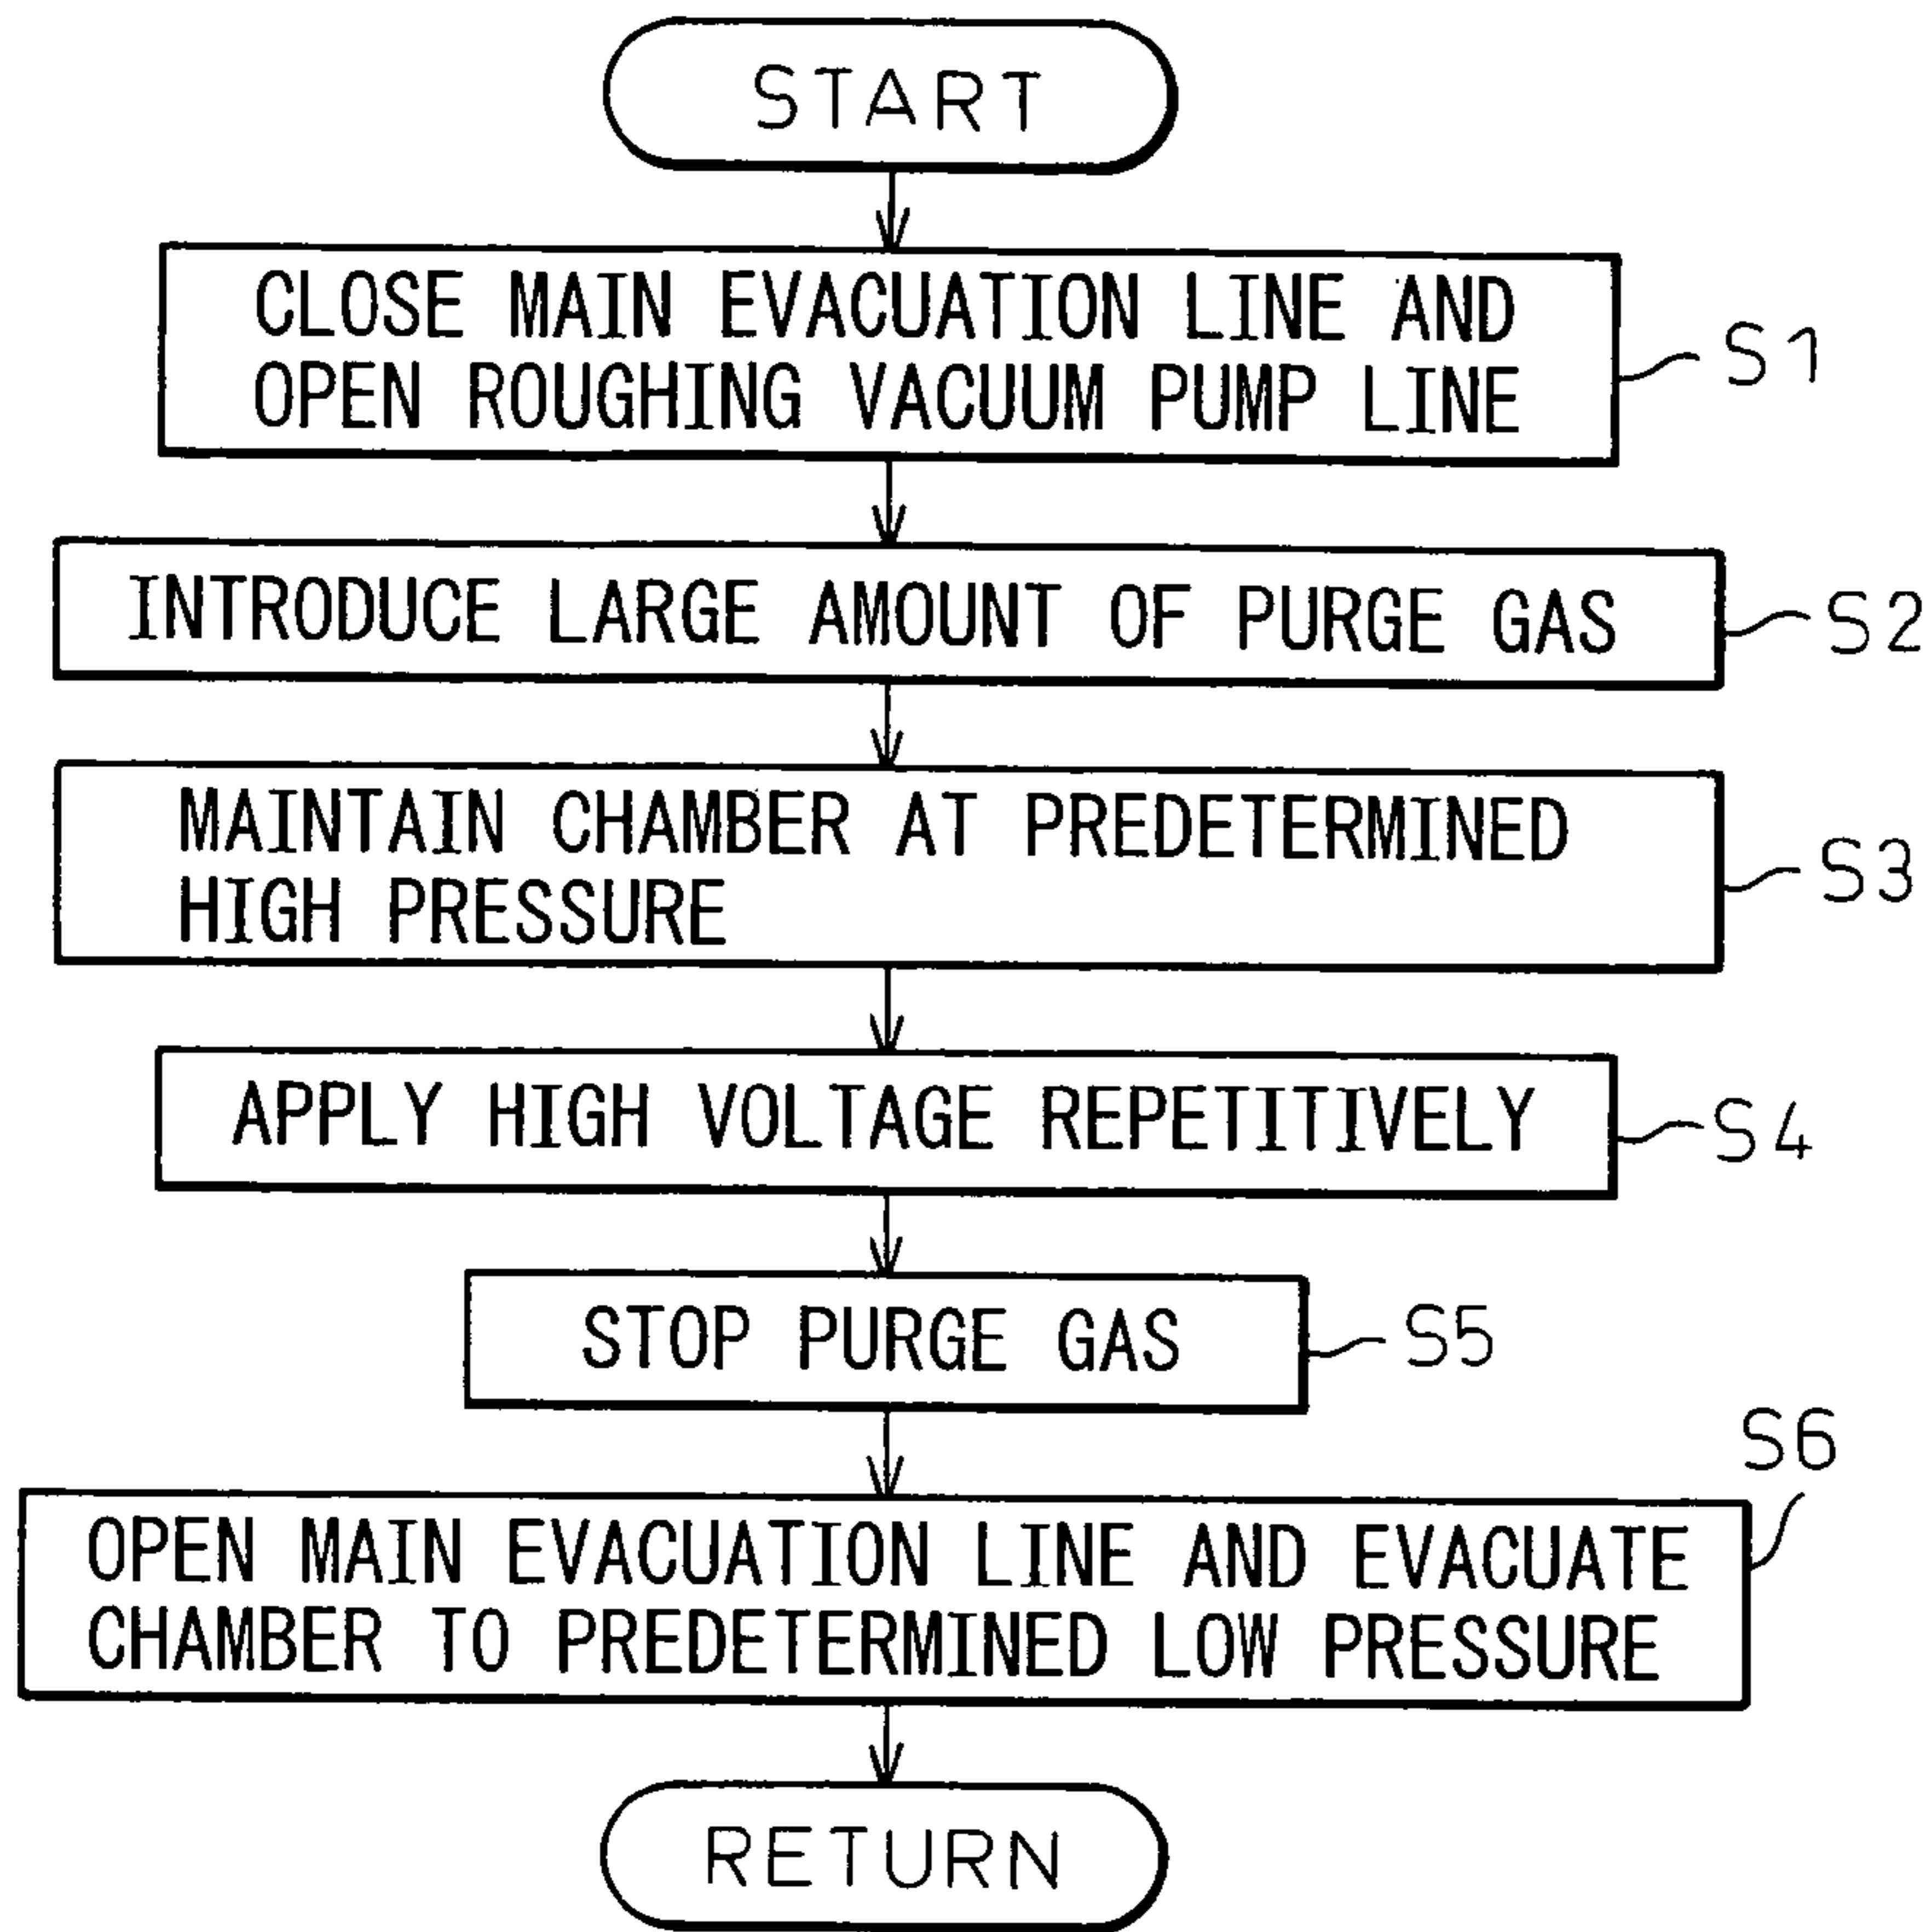 START
CLOSE MAIN EVACUATION LINE AND
OPEN ROUGHING VACUUM PUMP LINE
S1
INTRODUCE LARGE AMOUNT OF PURGE GAS
S2
MAINTAIN CHAMBER AT PREDETERMINED
HIGH PRESSURE
S3
APPLY HIGH VOLTAGE REPETITIVELY
S4
STOP PURGE GAS
S5
OPEN MAIN EVACUATION LINE AND EVACUATE
CHAMBER TO PREDETERMINED LOW PRESSURE
S6
RETURN